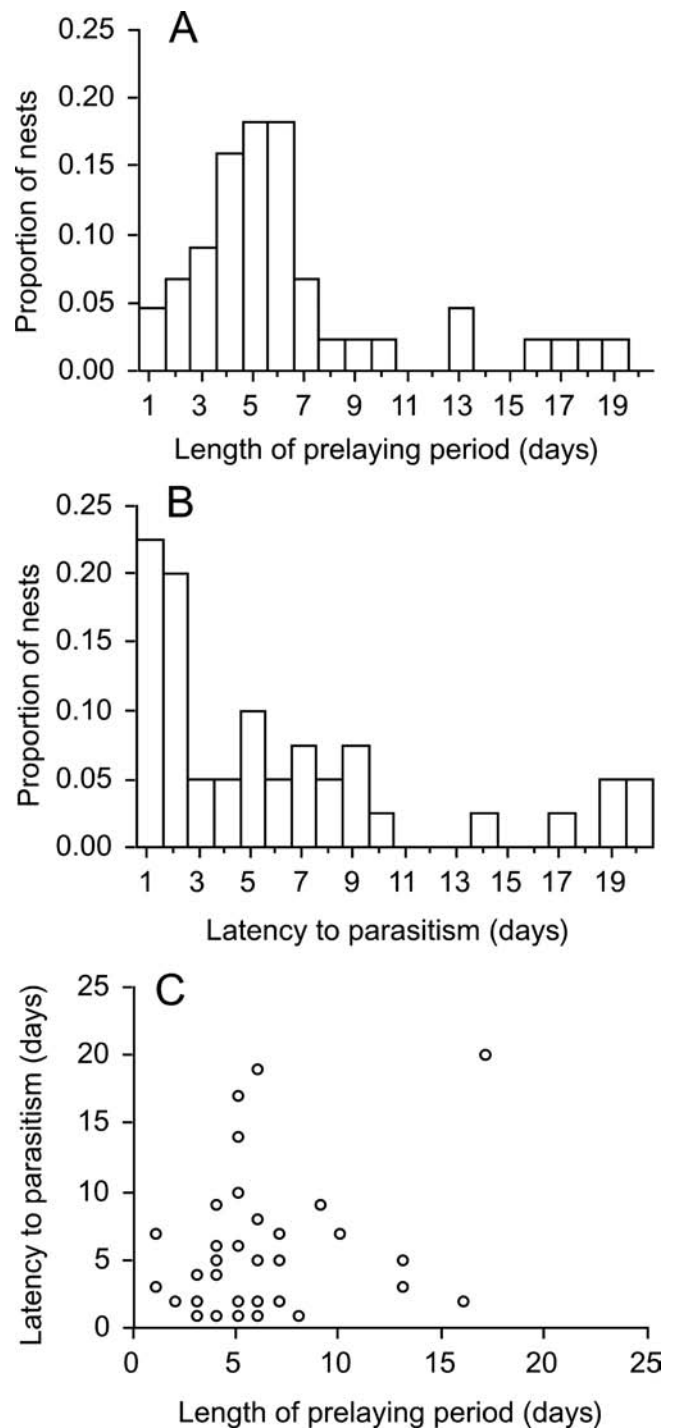 A
0.25
0.20
0.15
0.10
0.05
0.00
Proportion of nests
1 3 5 7 9 11 13 15 17 19
Length of prelaying period (days)
B
0.25
0.20
0.15
0.10
0.05
0.00
Proportion of nests
1 3 5 7 9 11 13 15 17 19
Latency to parasitism (days)
C
25
20
15
10
5
0
Latency to parasitism (days)
0 5 10 15 20 25
Length of prelaying period (days)